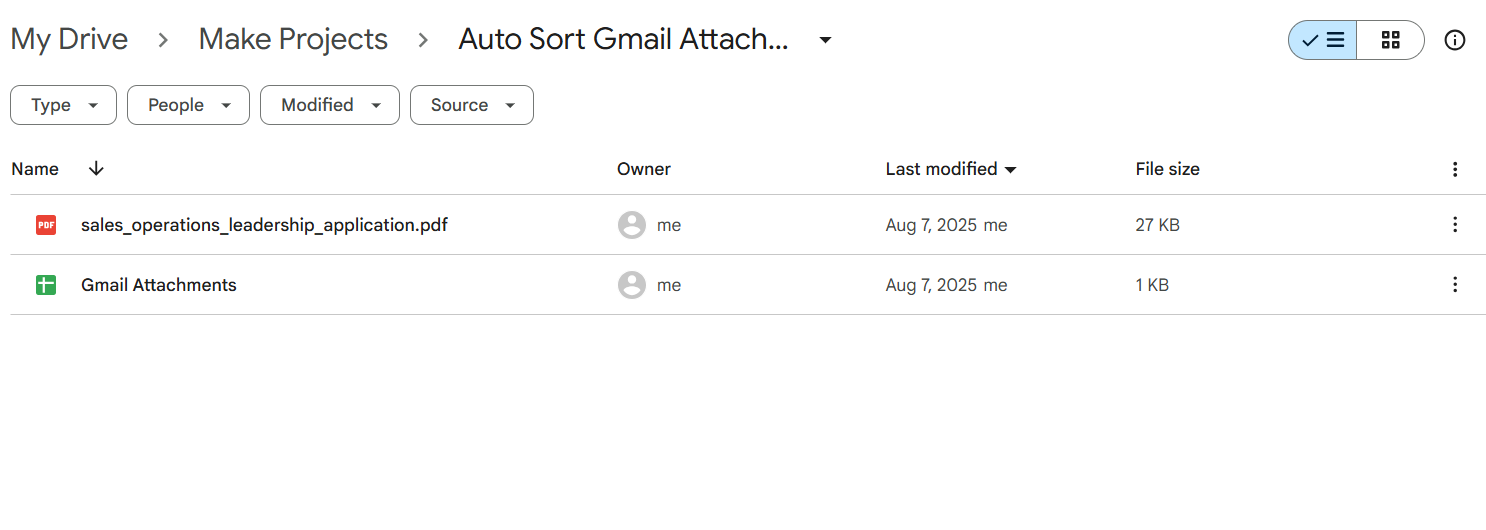 My Drive > Make Projects > Auto Sort Gmail Attach...
Type People Modified Source
Name Owner Last modified File size
PDF sales_operations_leadership_application.pdf me Aug 7, 2025 me 27 KB
Gmail Attachments me Aug 7, 2025 me 1 KB